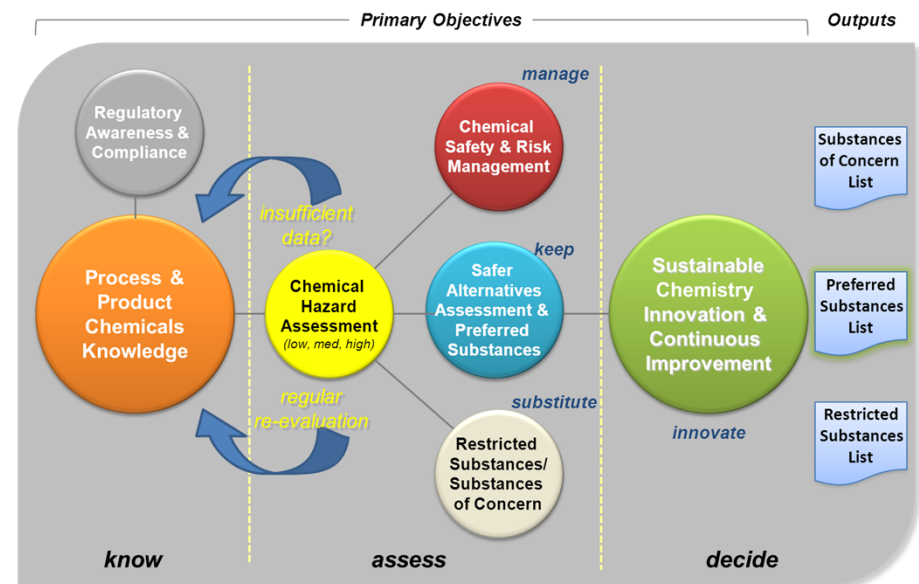 Primary Objectives
Outputs
Regulatory
Awareness &
Compliance
Process &
Product
Chemicals
Knowledge
know
insufficient
data?
Chemical
Hazard
Assessment
(low, med, high)
regular
re-evaluation
manage
Chemical
Safety & Risk
Management
keep
Safer
Alternatives
Assessment &
Preferred
Substances
substitute
Restricted
Substances/
Substances
of Concern
assess
Sustainable
Chemistry
Innovation &
Continuous
Improvement
innovate
decide
Substances
of Concern
List
Preferred
Substances
List
Restricted
Substances
List